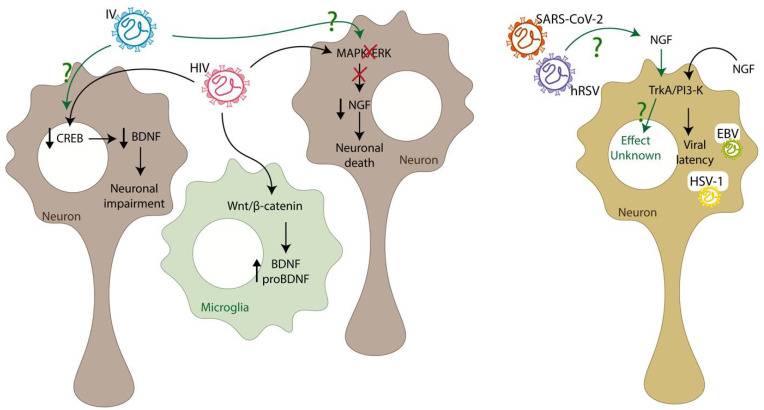 IV
?
?
HIV
MAPK/ERK
NGF
Neuronal
death
Neuron
CREB
BDNF
Neuronal
impairment
Neuron
Wnt/β-catenin
BDNF
proBDNF
Microglia
SARS-CoV-2
?
NGF
hRSV
NGF
TrkA/PI3-K
?
Effect
Unknown
Viral
latency
EBV
HSV-1
Neuron